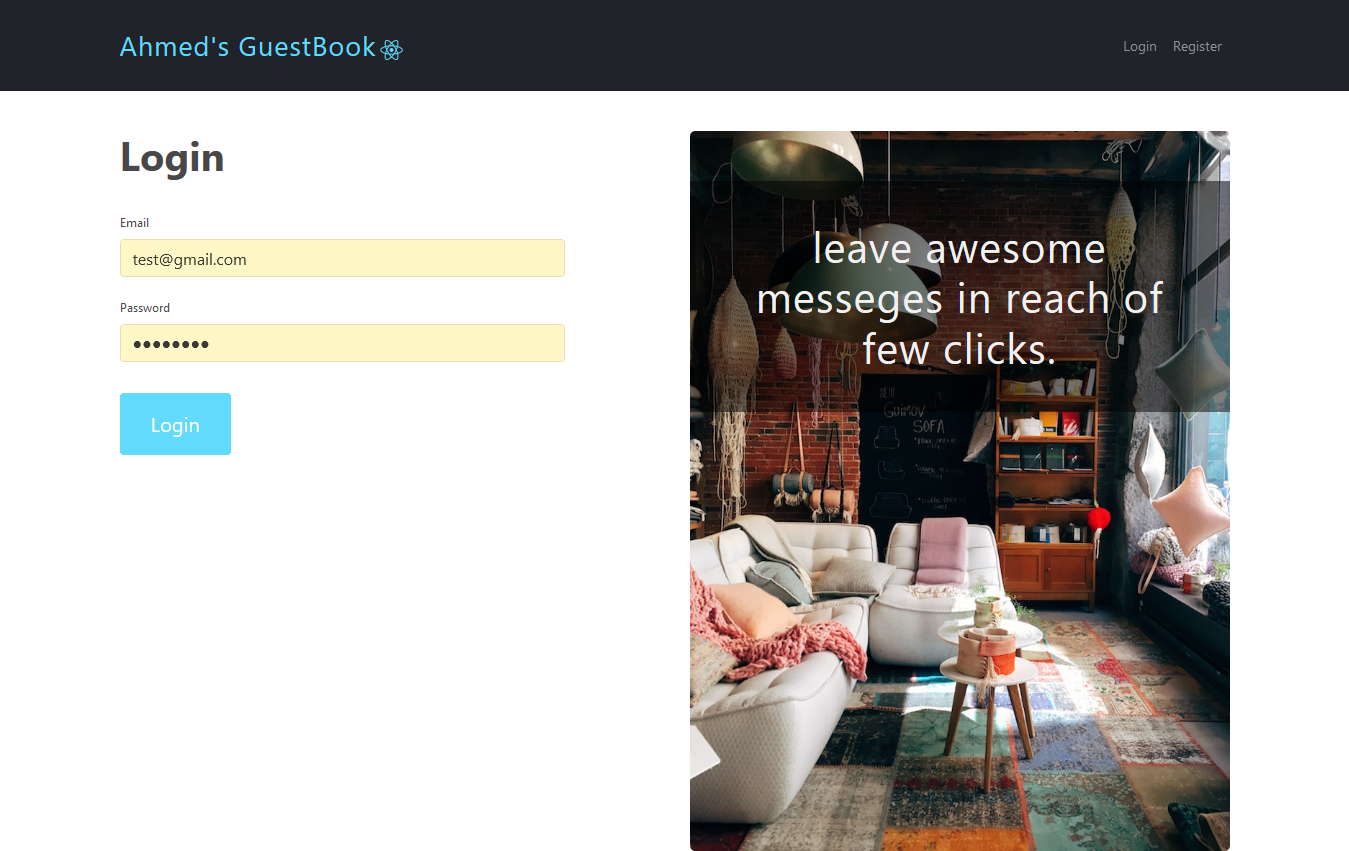 Ahmed's GuestBook
Login Register
Login
Email
test@gmail.com
Password
••••••••
Login
leave awesome
messeges in reach of
few clicks.
SOFA